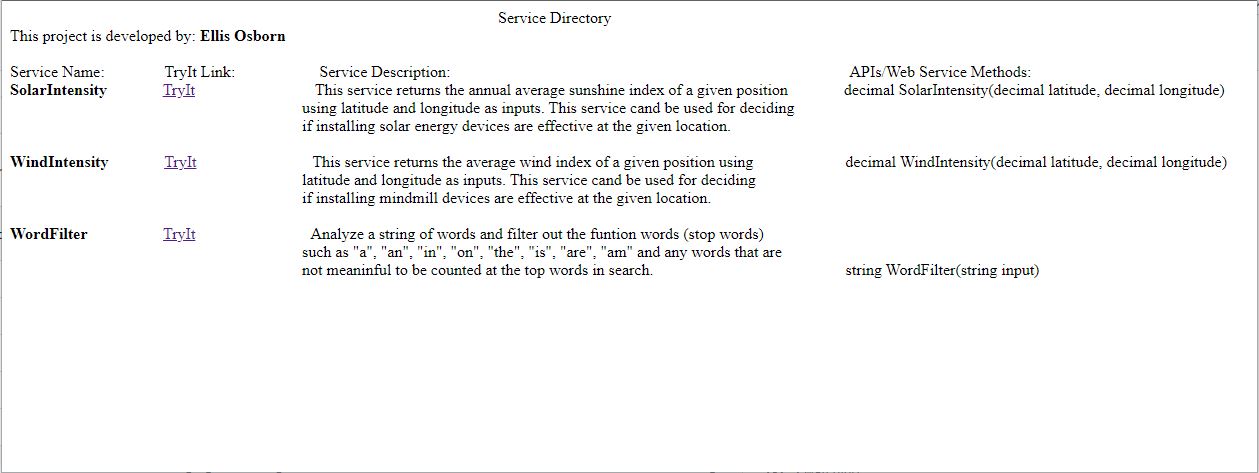 Service Directory
This project is developed by: Ellis Osborn
Service Name: TryIt Link: Service Description: APIs/Web Service Methods:
SolarIntensity TryIt This service returns the annual average sunshine index of a given position decimal SolarIntensity(decimal latitude, decimal longitude)
using latitude and longitude as inputs. This service cand be used for deciding
if installing solar energy devices are effective at the given location.
WindIntensity TryIt This service returns the average wind index of a given position using decimal WindIntensity(decimal latitude, decimal longitude)
latitude and longitude as inputs. This service cand be used for deciding
if installing mindmill devices are effective at the given location.
WordFilter TryIt Analyze a string of words and filter out the funtion words (stop words)
such as "a", "an", "in", "on", "the", "is", "are", "am" and any words that are
not meaninful to be counted at the top words in search. string WordFilter(string input)